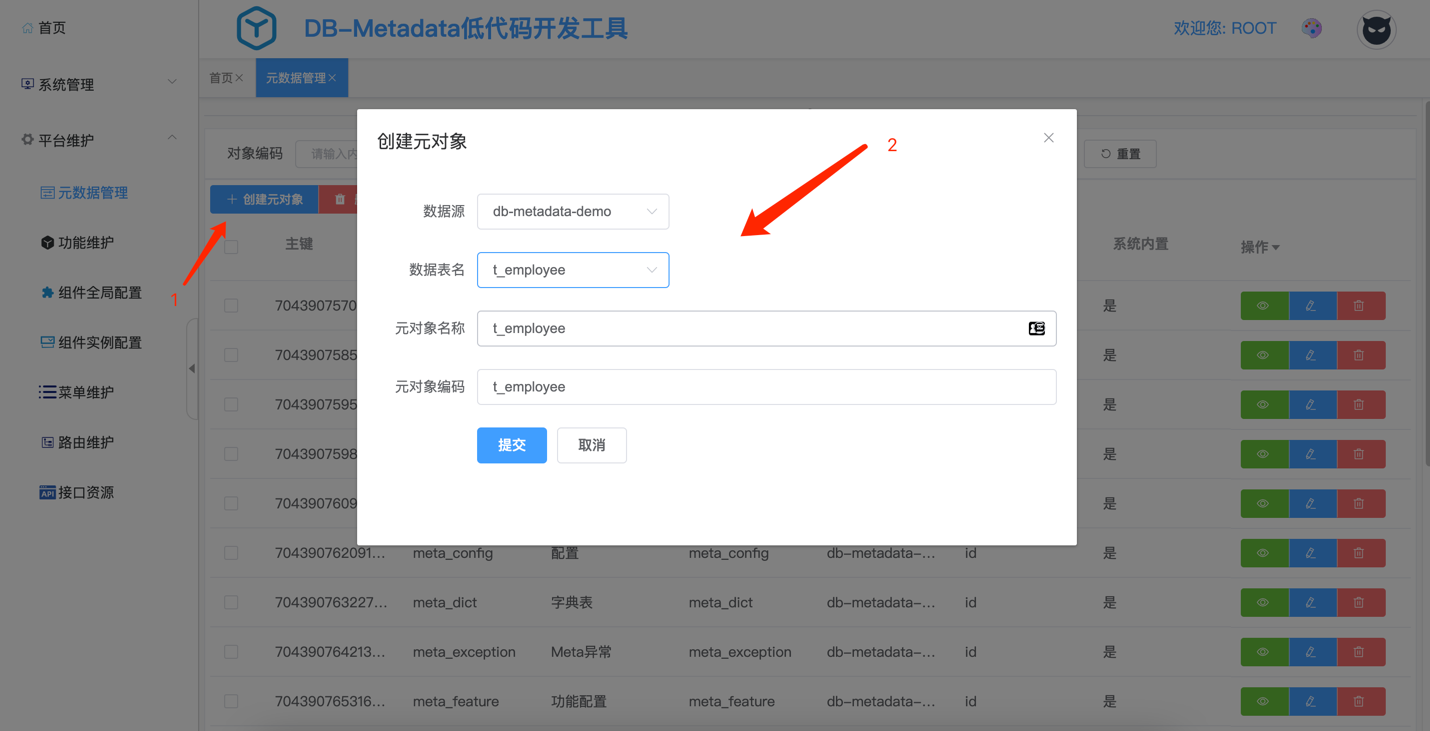 首页
系统管理
平台维护
元数据管理
功能维护
组件全局配置
组件实例配置
菜单维护
路由维护
API 接口资源
DB-Metadata低代码开发工具
欢迎您: ROOT
首页
元数据管理
对象编码
请输入内
重置
创建元对象
主键
系统内置
操作
1
2
创建元对象
数据源
db-metadata-demo
数据表名
t_employee
元对象名称
t_employee
元对象编码
t_employee
提交
取消
7043907570
是
7043907585
是
7043907595
是
7043907598
是
7043907609
是
704390762091... meta_config 配置 meta_config db-metadata-... id 是
704390763227... meta_dict 字典表 meta_dict db-metadata-... id 是
704390764213... meta_exception Meta异常 meta_exception db-metadata-... id 是
704390765316... meta_feature 功能配置 meta_feature db-metadata-... id 是